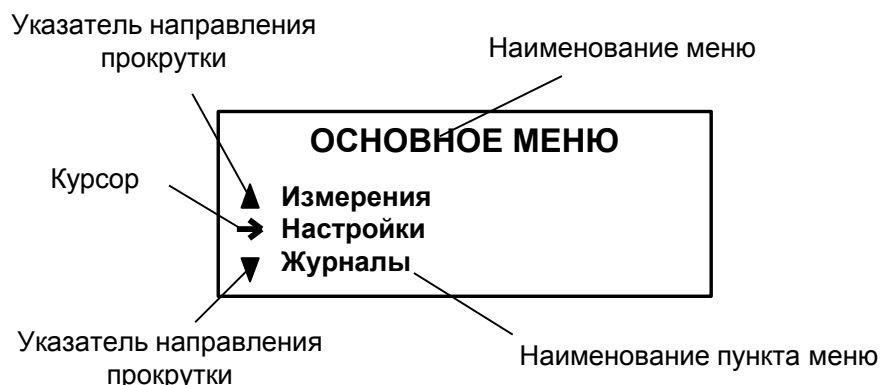 Указатель направления
прокрутки
Наименование меню
ОСНОВНОЕ МЕНЮ
Курсор
Измерения
Настройки
Журналы
Указатель направления
прокрутки
Наименование пункта меню